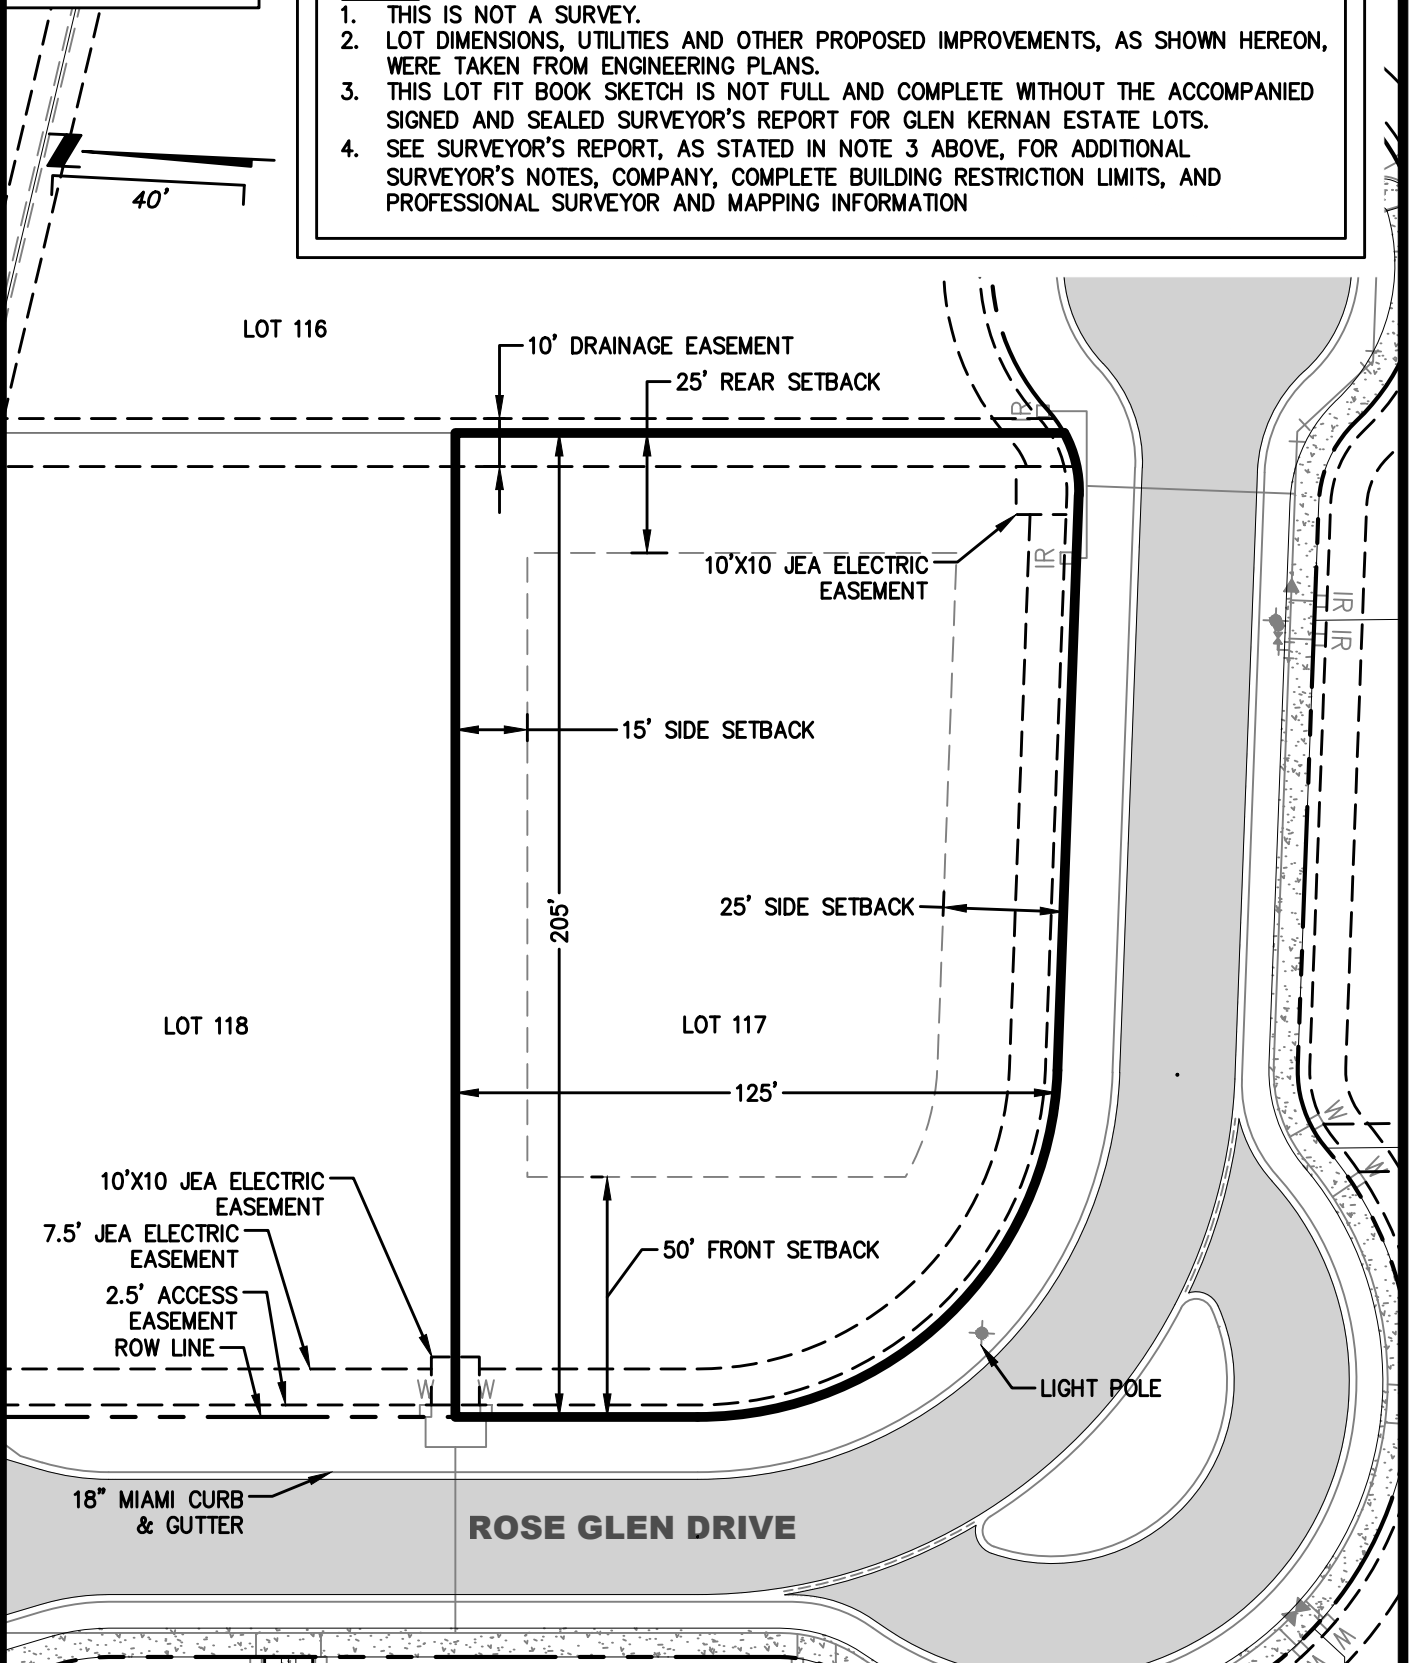 1. THIS IS NOT A SURVEY.
2. LOT DIMENSIONS, UTILITIES AND OTHER PROPOSED IMPROVEMENTS, AS SHOWN HEREON,
WERE TAKEN FROM ENGINEERING PLANS.
3. THIS LOT FIT BOOK SKETCH IS NOT FULL AND COMPLETE WITHOUT THE ACCOMPANIED
SIGNED AND SEALED SURVEYOR'S REPORT FOR GLEN KERNAN ESTATE LOTS.
4. SEE SURVEYOR'S REPORT, AS STATED IN NOTE 3 ABOVE, FOR ADDITIONAL
SURVEYOR'S NOTES, COMPANY, COMPLETE BUILDING RESTRICTION LIMITS, AND
PROFESSIONAL SURVEYOR AND MAPPING INFORMATION
40'
LOT 116
10' DRAINAGE EASEMENT
25' REAR SETBACK
IR
10'X10 JEA ELECTRIC
EASEMENT
IR
IR
IR
15' SIDE SETBACK
205'
25' SIDE SETBACK
LOT 118
LOT 117
125'
W
W
10'X10 JEA ELECTRIC
EASEMENT
7.5' JEA ELECTRIC
EASEMENT
50' FRONT SETBACK
2.5' ACCESS
EASEMENT
ROW LINE
W
W
LIGHT POLE
18" MIAMI CURB
& GUTTER
ROSE GLEN DRIVE
W